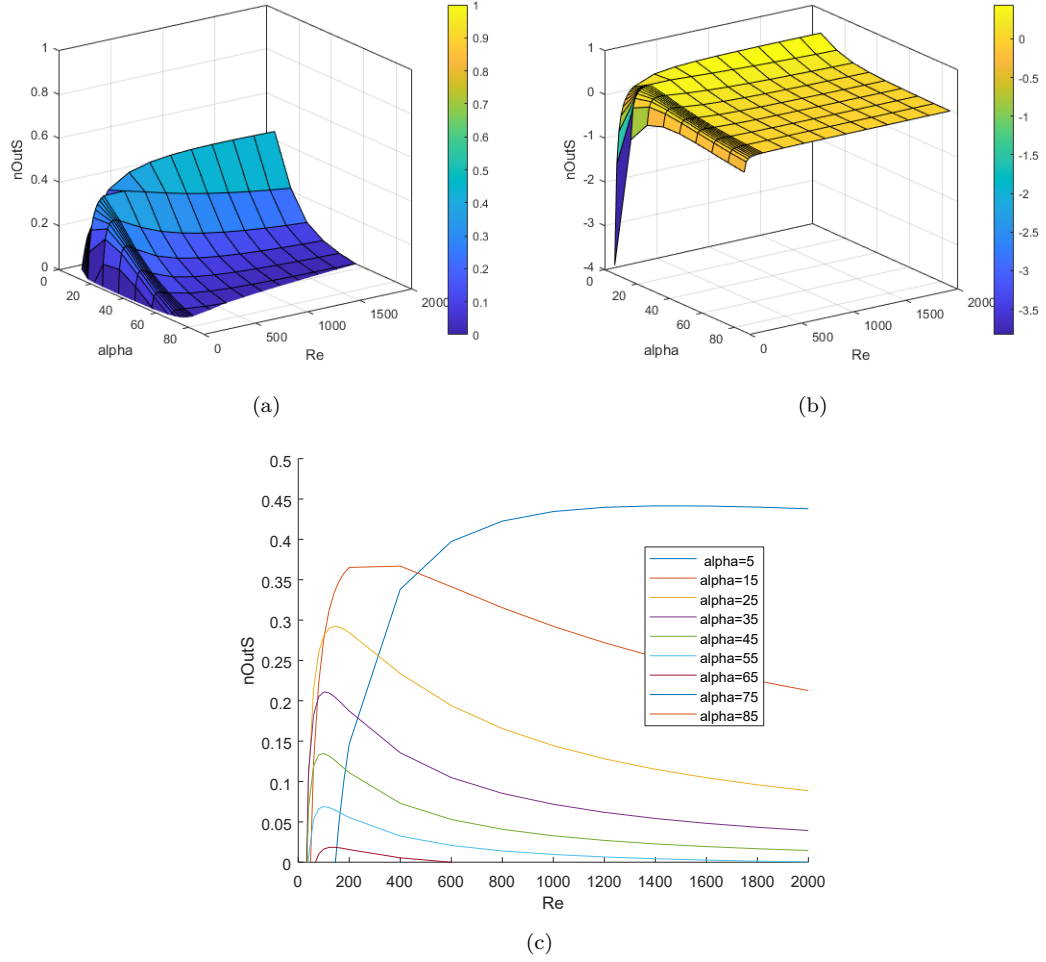 1
0.8
0.6
0.4
0.2
0
nOutS
0
20
40
60
80
alpha
0
500
1000
1500
2000
Re
1
0.9
0.8
0.7
0.6
0.5
0.4
0.3
0.2
0.1
0
(a)
1
0
-1
-2
-3
-4
nOutS
0
20
40
60
80
alpha
0
500
1000
1500
2000
Re
0
-0.5
-1
-1.5
-2
-2.5
-3
-3.5
(b)
0.5
0.45
0.4
0.35
0.3
0.25
0.2
0.15
0.1
0.05
0
nOutS
alpha=5
alpha=15
alpha=25
alpha=35
alpha=45
alpha=55
alpha=65
alpha=75
alpha=85
0 200 400 600 800 1000 1200 1400 1600 1800 2000
Re
(c)